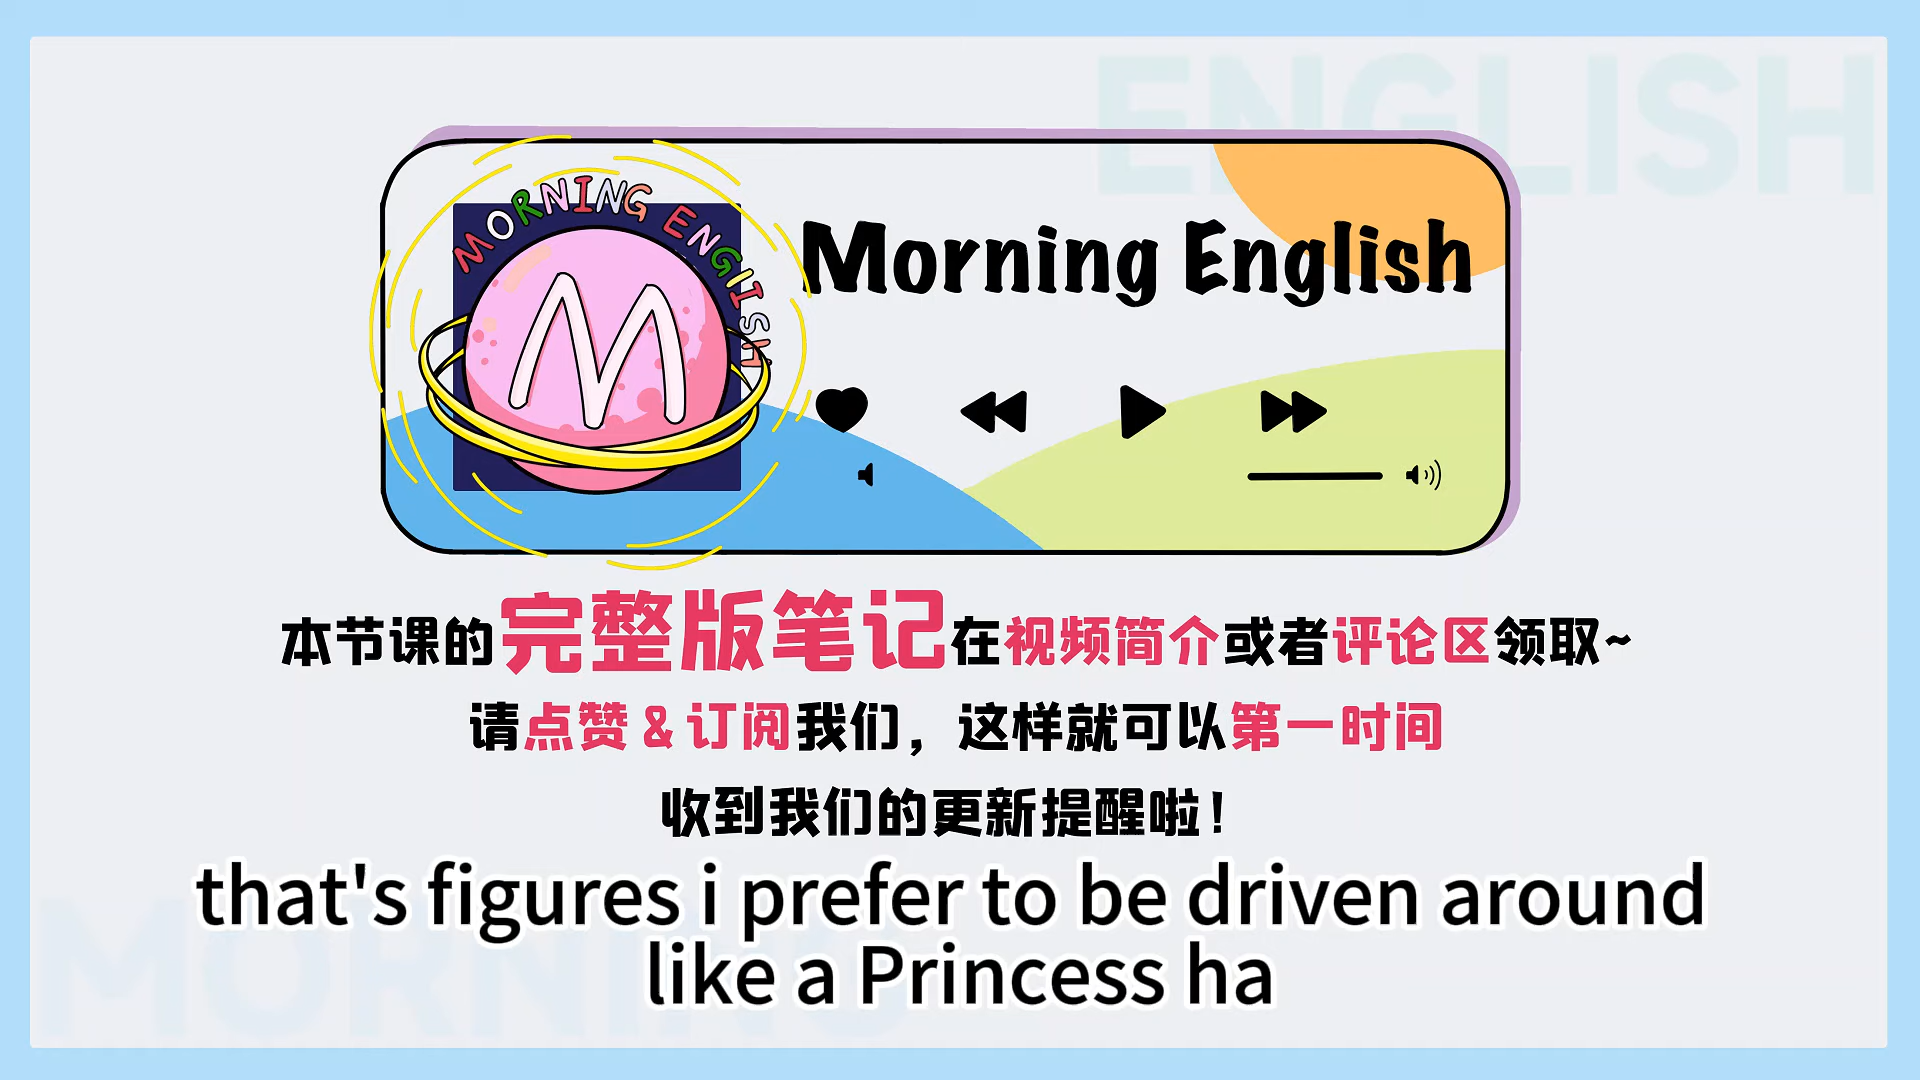 ENGLISH
MORNING ENGLISH
M
Morning English
本节课的完整版笔记在视频简介或者评论区领取~
请点赞&订阅我们，这样就可以第一时间
收到我们的更新提醒啦！
that's figures i prefer to be driven around
like a Princess ha
MORNING